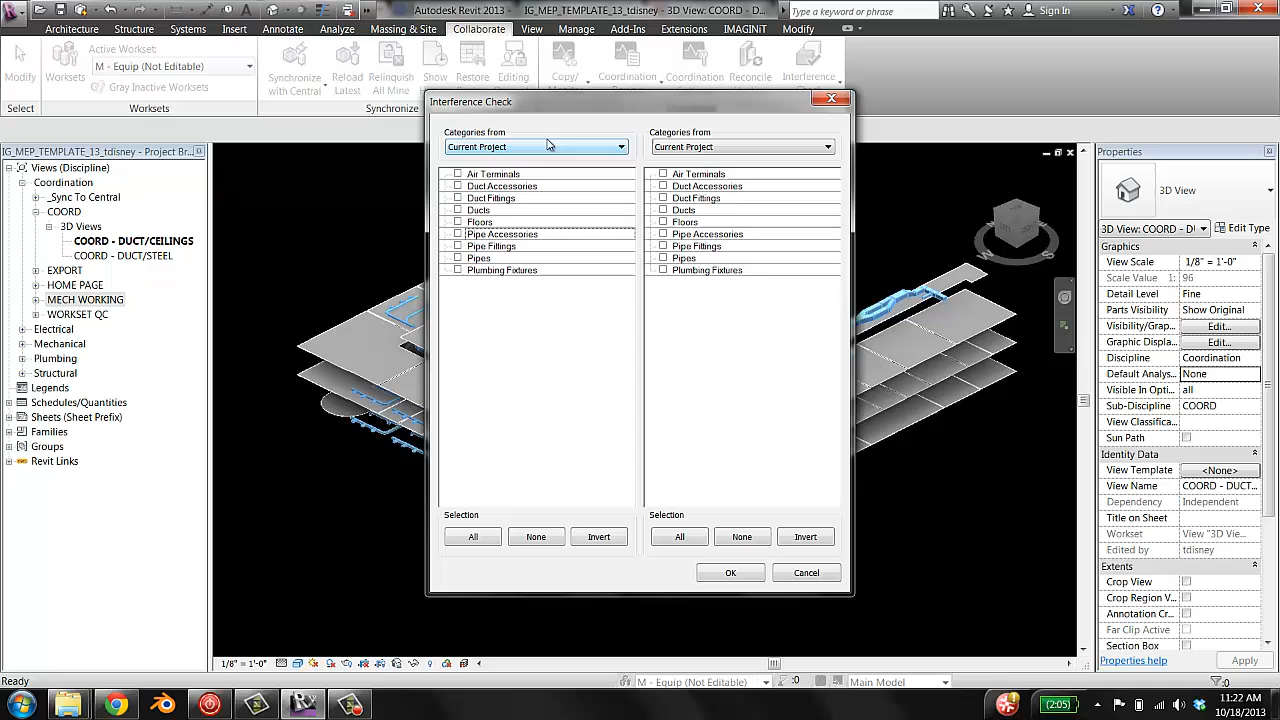 Autodesk Revit 2013 - IG_MEP_TEMPLATE_13_tdisney - 3D View: COORD - D...
Type a keyword or phrase
Sign In
Architecture Structure Systems Insert Annotate Analyze Massing & Site Collaborate View Manage Add-Ins Extensions IMAGINiT Modify
Modify
Worksets
Active Workset:
M - Equip (Not Editable)
Gray Inactive Worksets
Synchronize
with Central
Reload
Latest
Relinquish
All Mine
Show
Restore
Editing
Copy/
Coordination
Coordination
Reconcile
Interference
Select
Worksets
Synchronize
IG_MEP_TEMPLATE_13_tdisney - Project Br...
Views (Discipline)
Coordination
_Sync To Central
COORD
3D Views
COORD - DUCT/CEILINGS
COORD - DUCT/STEEL
EXPORT
HOME PAGE
MECH WORKING
WORKSET QC
Electrical
Mechanical
Plumbing
Structural
Legends
Schedules/Quantities
Sheets (Sheet Prefix)
Families
Groups
Revit Links
Interference Check
Categories from
Current Project
Air Terminals
Duct Accessories
Duct Fittings
Ducts
Floors
Pipe Accessories
Pipe Fittings
Pipes
Plumbing Fixtures
Selection
All None Invert
Categories from
Current Project
Air Terminals
Duct Accessories
Duct Fittings
Ducts
Floors
Pipe Accessories
Pipe Fittings
Pipes
Plumbing Fixtures
Selection
All None Invert
OK Cancel
W S
Properties
3D View
3D View: COORD - DU Edit Type
Graphics
View Scale 1/8" = 1'-0"
Scale Value 1: 96
Detail Level Fine
Parts Visibility Show Original
Visibility/Grap... Edit...
Graphic Displa... Edit...
Discipline Coordination
Default Analys... None
Visible In Opti... all
Sub-Discipline COORD
View Classifica...
Sun Path
Identity Data
View Template <None>
View Name COORD - DUCT...
Dependency Independent
Title on Sheet
Workset View "3D Vie...
Edited by tdisney
Extents
Crop View
Crop Region V...
Annotation Cr...
Far Clip Active
Section Box
Properties help Apply
1/8" = 1'-0"
Ready
M - Equip (Not Editable)
:0
Main Model
:0
(2:05)
11:22 AM
10/18/2013